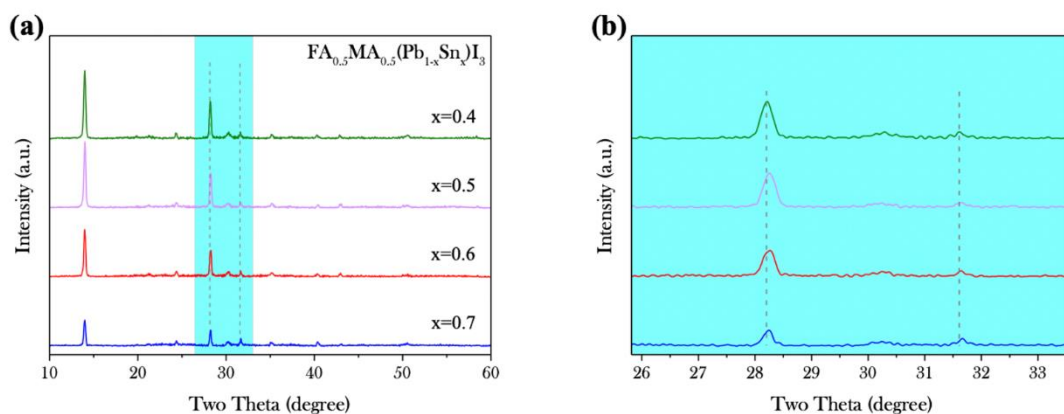 (a)
FA0.5MA0.5(Pb1-xSnx)I3
x=0.4
x=0.5
x=0.6
x=0.7
Intensity (a.u.)
10 20 30 40 50 60
Two Theta (degree)
(b)
Intensity (a.u.)
26 27 28 29 30 31 32 33
Two Theta (degree)